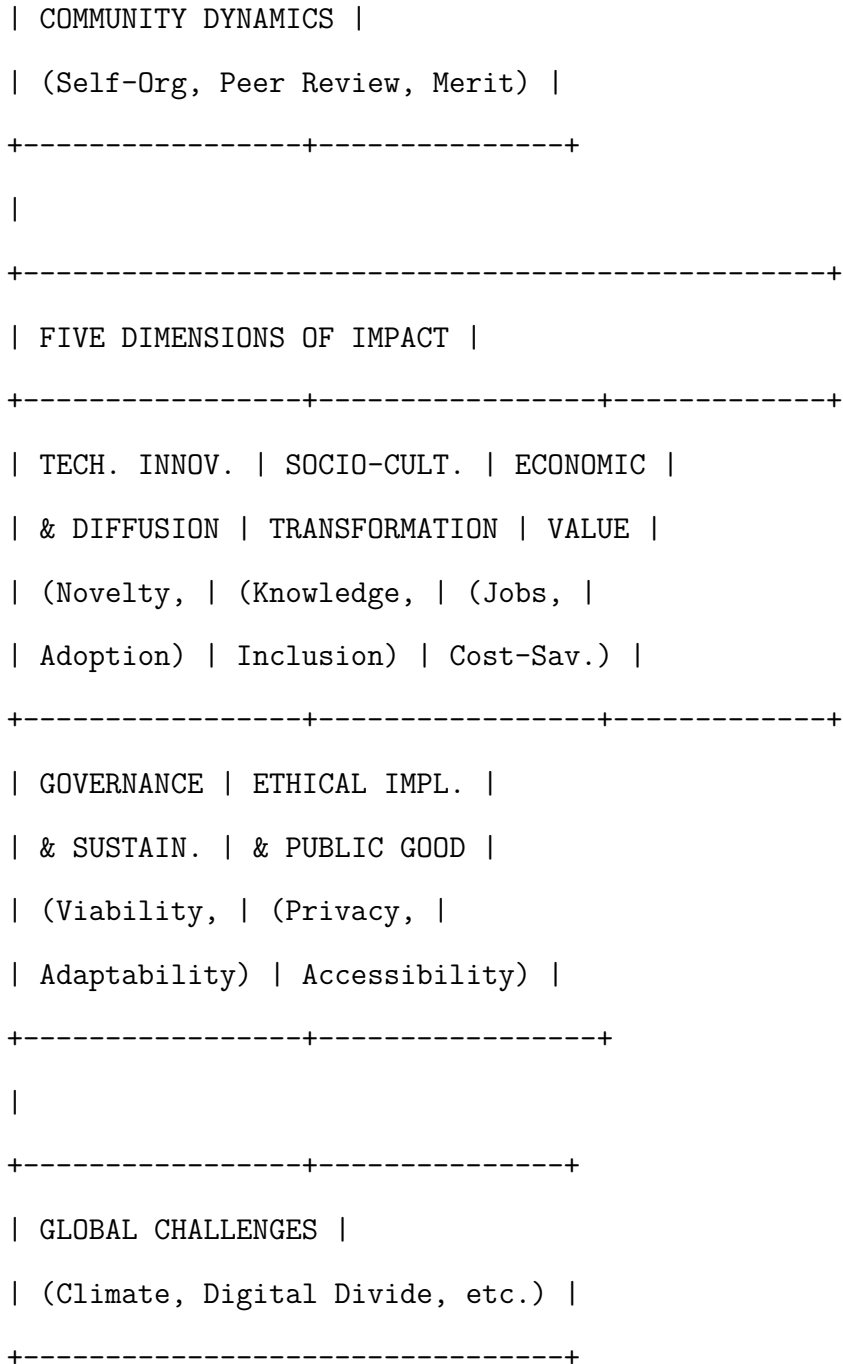 | COMMUNITY DYNAMICS |
| (Self-Org, Peer Review, Merit) |
+-----------------+---------------+
|
+-------------------------------------------------+
| FIVE DIMENSIONS OF IMPACT |
+-----------------+-----------------+-------------+
| TECH. INNOV. | SOCIO-CULT. | ECONOMIC |
| & DIFFUSION | TRANSFORMATION | VALUE |
| (Novelty, | (Knowledge, | (Jobs, |
| Adoption) | Inclusion) | Cost-Sav.) |
+-----------------+-----------------+-------------+
| GOVERNANCE | ETHICAL IMPL. |
| & SUSTAIN. | & PUBLIC GOOD |
| (Viability, | (Privacy, |
| Adaptability) | Accessibility) |
+-----------------+-----------------+
|
+-----------------+---------------+
| GLOBAL CHALLENGES |
| (Climate, Digital Divide, etc.) |
+---------------------------------+